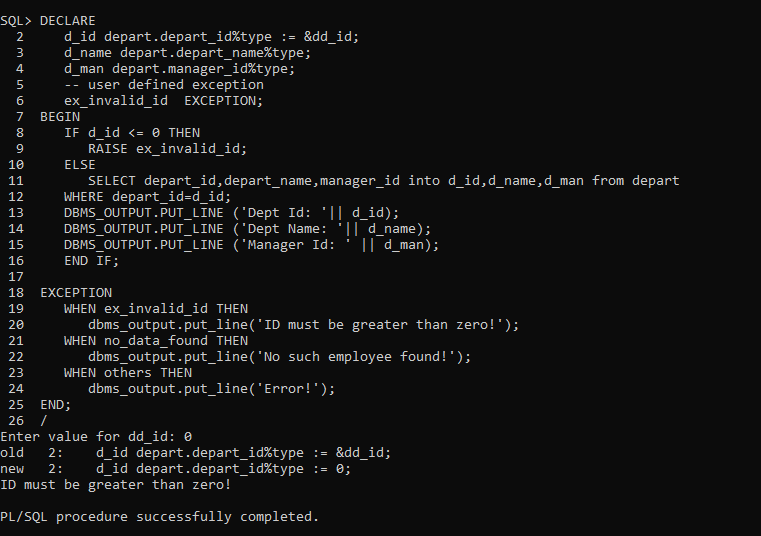 SQL> DECLARE
  2     d_id depart.depart_id%type := &dd_id;
  3     d_name depart.depart_name%type;
  4     d_man depart.manager_id%type;
  5     -- user defined exception
  6     ex_invalid_id  EXCEPTION;
  7  BEGIN
  8     IF d_id <= 0 THEN
  9        RAISE ex_invalid_id;
 10     ELSE
 11        SELECT depart_id,depart_name,manager_id into d_id,d_name,d_man from depart
 12     WHERE depart_id=d_id;
 13     DBMS_OUTPUT.PUT_LINE ('Dept Id: '|| d_id);
 14     DBMS_OUTPUT.PUT_LINE ('Dept Name: '|| d_name);
 15     DBMS_OUTPUT.PUT_LINE ('Manager Id: ' || d_man);
 16     END IF;
 17
 18  EXCEPTION
 19     WHEN ex_invalid_id THEN
 20        dbms_output.put_line('ID must be greater than zero!');
 21     WHEN no_data_found THEN
 22        dbms_output.put_line('No such employee found!');
 23     WHEN others THEN
 24        dbms_output.put_line('Error!');
 25  END;
 26  /
Enter value for dd_id: 0
old   2:    d_id depart.depart_id%type := &dd_id;
new   2:    d_id depart.depart_id%type := 0;
ID must be greater than zero!
PL/SQL procedure successfully completed.